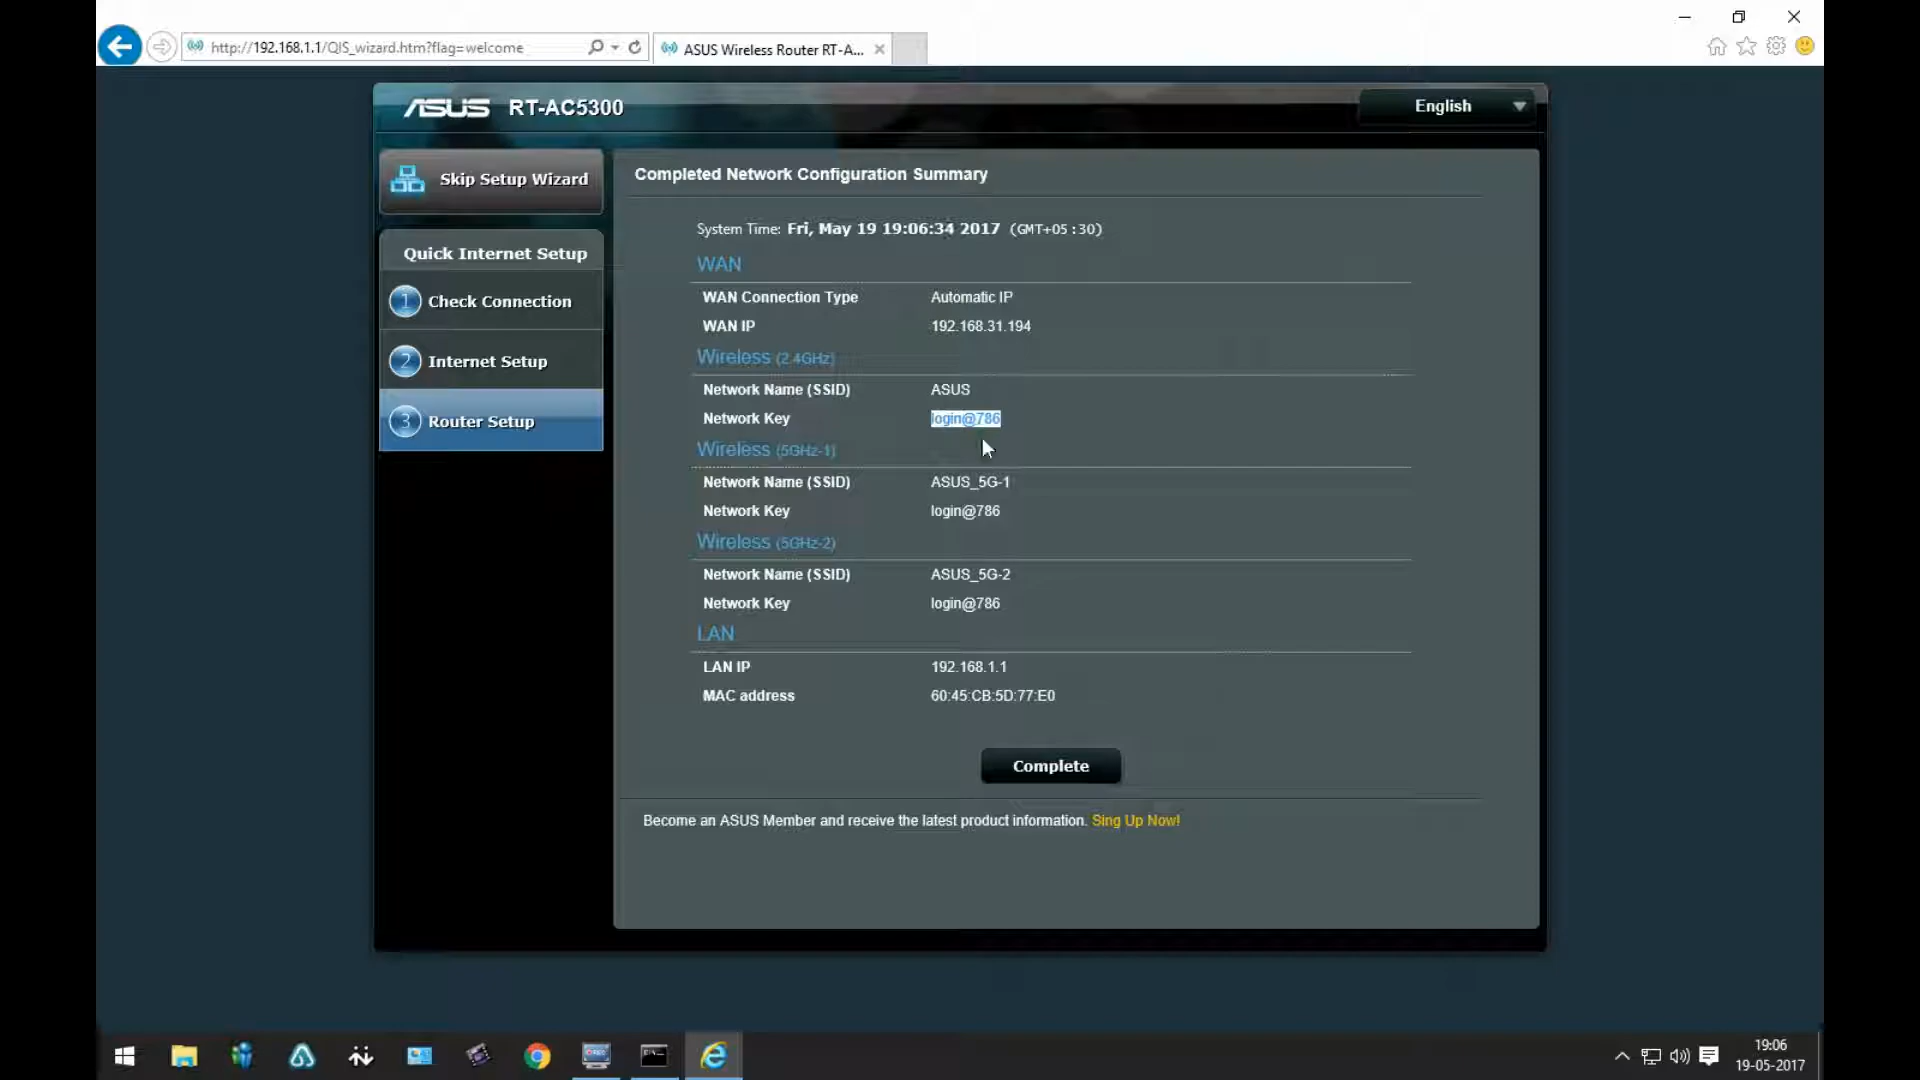 http://192.168.1.1/QIS_wizard.htm?flag=welcome
ASUS Wireless Router RT-A...
ASUS RT-AC5300
English
Skip Setup Wizard
Quick Internet Setup
1 Check Connection
2 Internet Setup
3 Router Setup
Completed Network Configuration Summary
System Time: Fri, May 19 19:06:34 2017 (GMT+05:30)
WAN
WAN Connection Type Automatic IP
WAN IP 192.168.31.194
Wireless (2.4GHz)
Network Name (SSID) ASUS
Network Key login@786
Wireless (5GHz-1)
Network Name (SSID) ASUS_5G-1
Network Key login@786
Wireless (5GHz-2)
Network Name (SSID) ASUS_5G-2
Network Key login@786
LAN
LAN IP 192.168.1.1
MAC address 60:45:CB:5D:77:E0
Complete
Become an ASUS Member and receive the latest product information. Sing Up Now!
19:06
19-05-2017